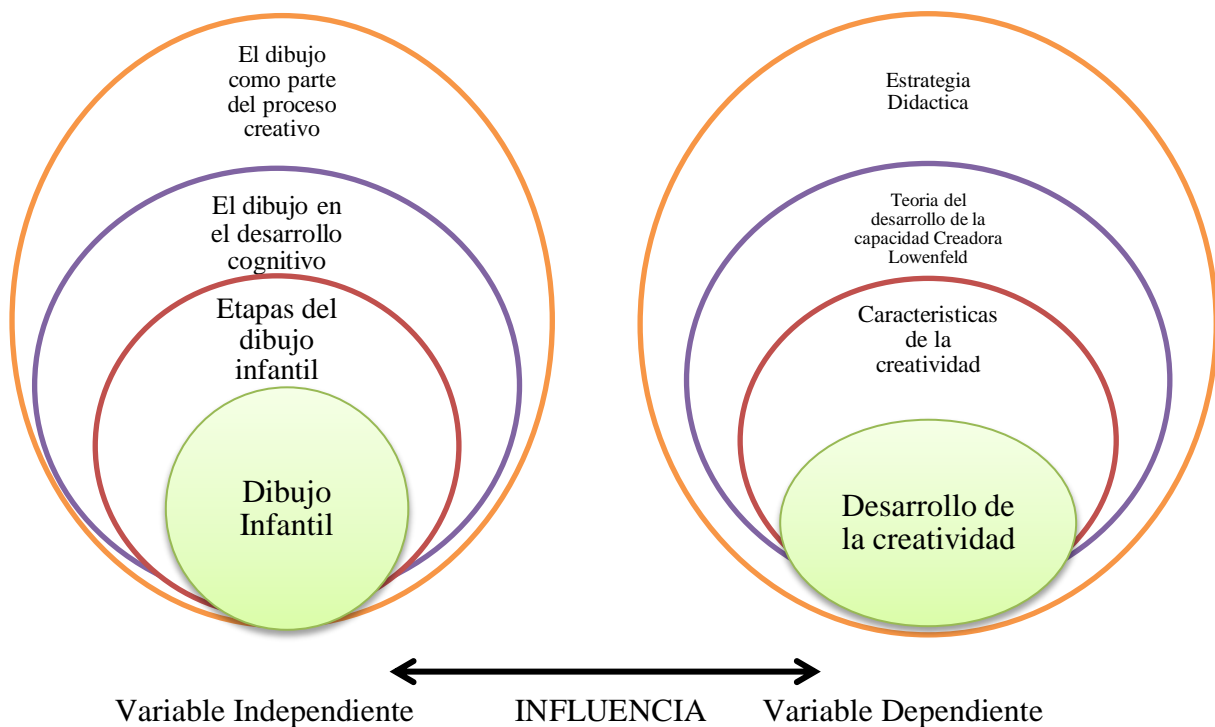 El dibujo
como parte
del proceso
creativo
El dibujo en
el desarrollo
cognitivo
Etapas del
dibujo
infantil
Dibujo
Infantil
Estrategia
Didactica
Teoria del
desarrollo de la
capacidad Creadora
Lowenfeld
Caracteristicas
de la
creatividad
Desarrollo de
la creatividad
Variable Independiente INFLUENCIA Variable Dependiente